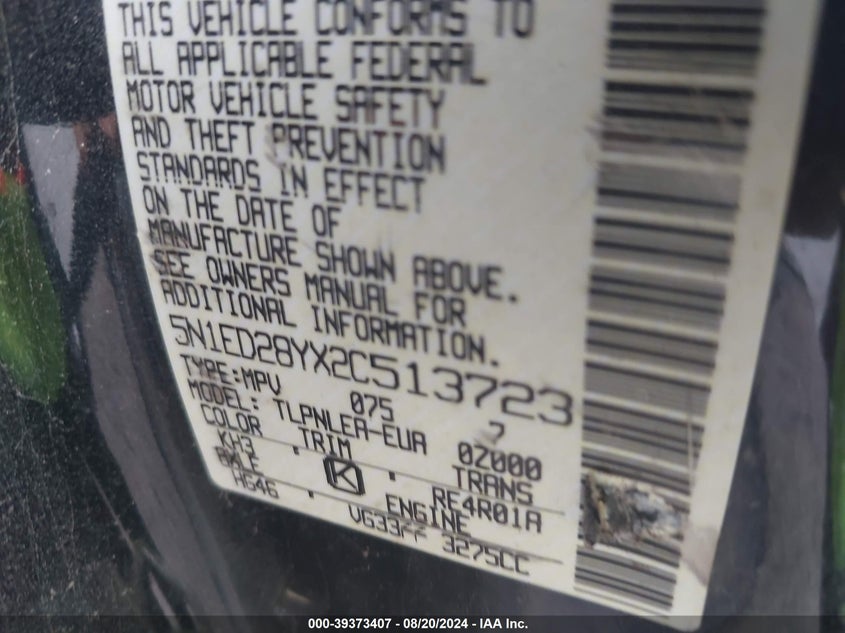 THIS VEHICLE CONFORMS TO
ALL APPLICABLE FEDERAL
MOTOR VEHICLE SAFETY
AND THEFT PREVENTION
STANDARDS IN EFFECT
ON THE DATE OF
MANUFACTURE SHOWN ABOVE.
SEE OWNERS MANUAL FOR
ADDITIONAL INFORMATION.
5N1ED28YX2C513723
TYPE:MPV 075 7
MODEL: TLPNLEA-EUA 0Z000
COLOR TRIM TRANS
KH3 K RE4R01A
AXLE ENGINE
HG46 VG33FF 3275CC
000-39373407 - 08/20/2024 - IAA Inc.